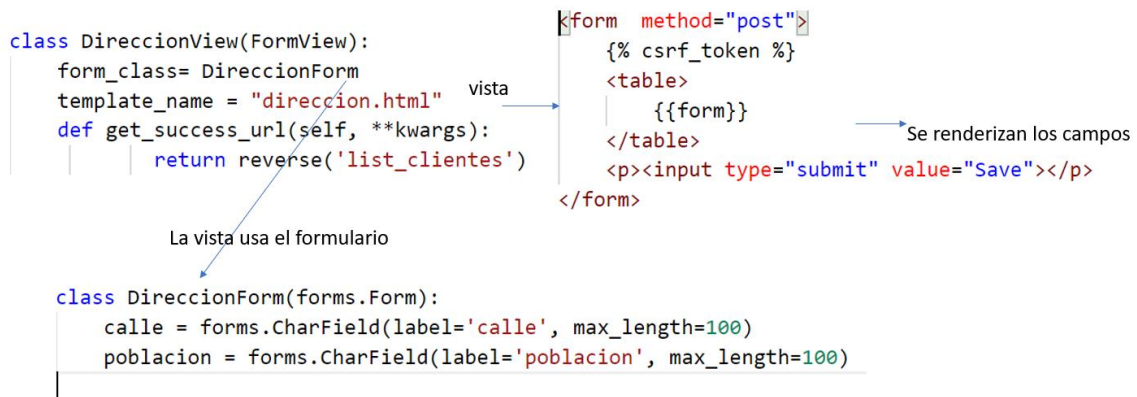 class DireccionView(FormView):
    form_class= DireccionForm
    template_name = "direccion.html"
    def get_success_url(self, **kwargs):
            return reverse('list_clientes')
vista
<form  method="post">
    {% csrf_token %}
    <table>
        {{form}}
    </table>
    <p><input type="submit" value="Save"></p>
</form>
Se renderizan los campos
La vista usa el formulario
class DireccionForm(forms.Form):
    calle = forms.CharField(label='calle', max_length=100)
    poblacion = forms.CharField(label='poblacion', max_length=100)